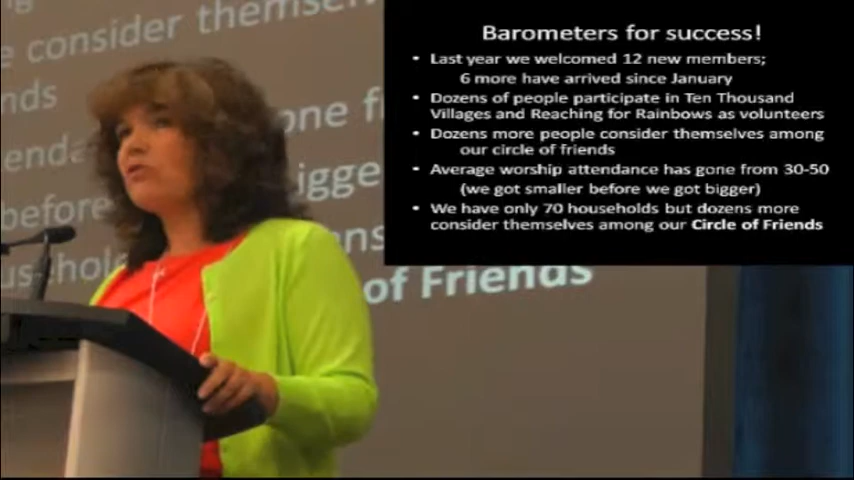 Barometers for success!
• Last year we welcomed 12 new members;
6 more have arrived since January
• Dozens of people participate in Ten Thousand
Villages and Reaching for Rainbows as volunteers
• Dozens more people consider themselves among
our circle of friends
• Average worship attendance has gone from 30-50
(we got smaller before we got bigger)
• We have only 70 households but dozens more
consider themselves among our Circle of Friends
consider themselves
nds
enda one
before igge
of Friends